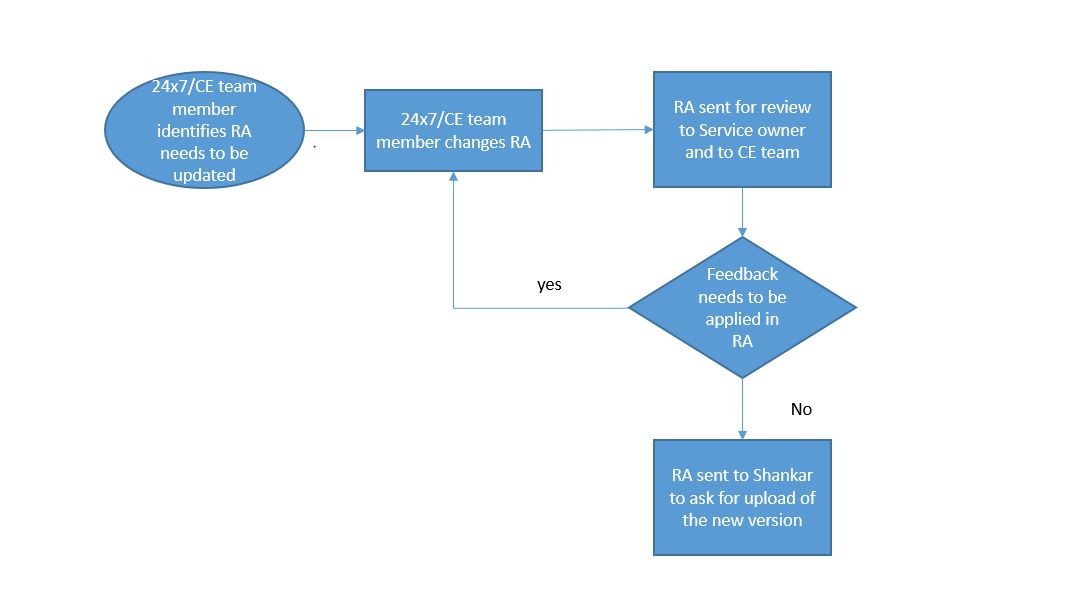 24x7/CE team
member
identifies RA
needs to be
updated
24x7/CE team
member changes RA
RA sent for review
to Service owner
and to CE team
Feedback
needs to be
applied in
RA
yes
No
RA sent to Shankar
to ask for upload of
the new version